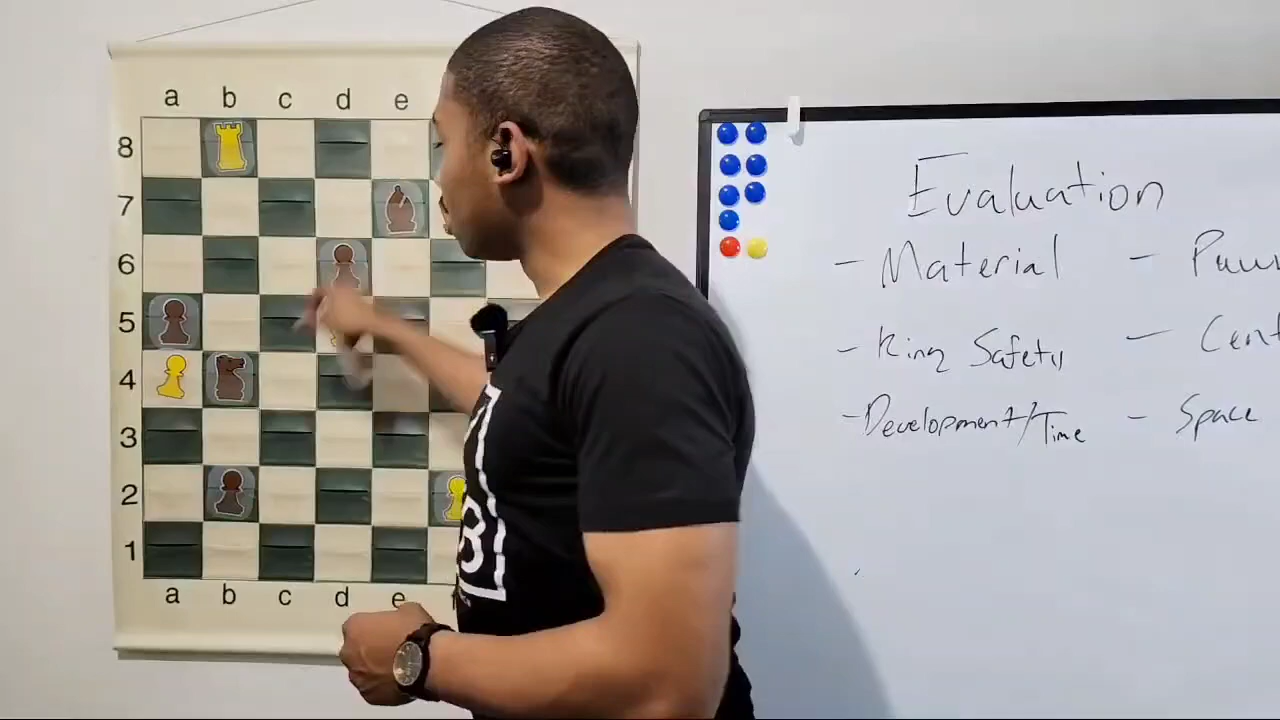 a b c d e
8
7
6
5
4
3
2
1
a b c d e
B
Evaluation
- Material -
- King Safety -
- Development/Time - Space